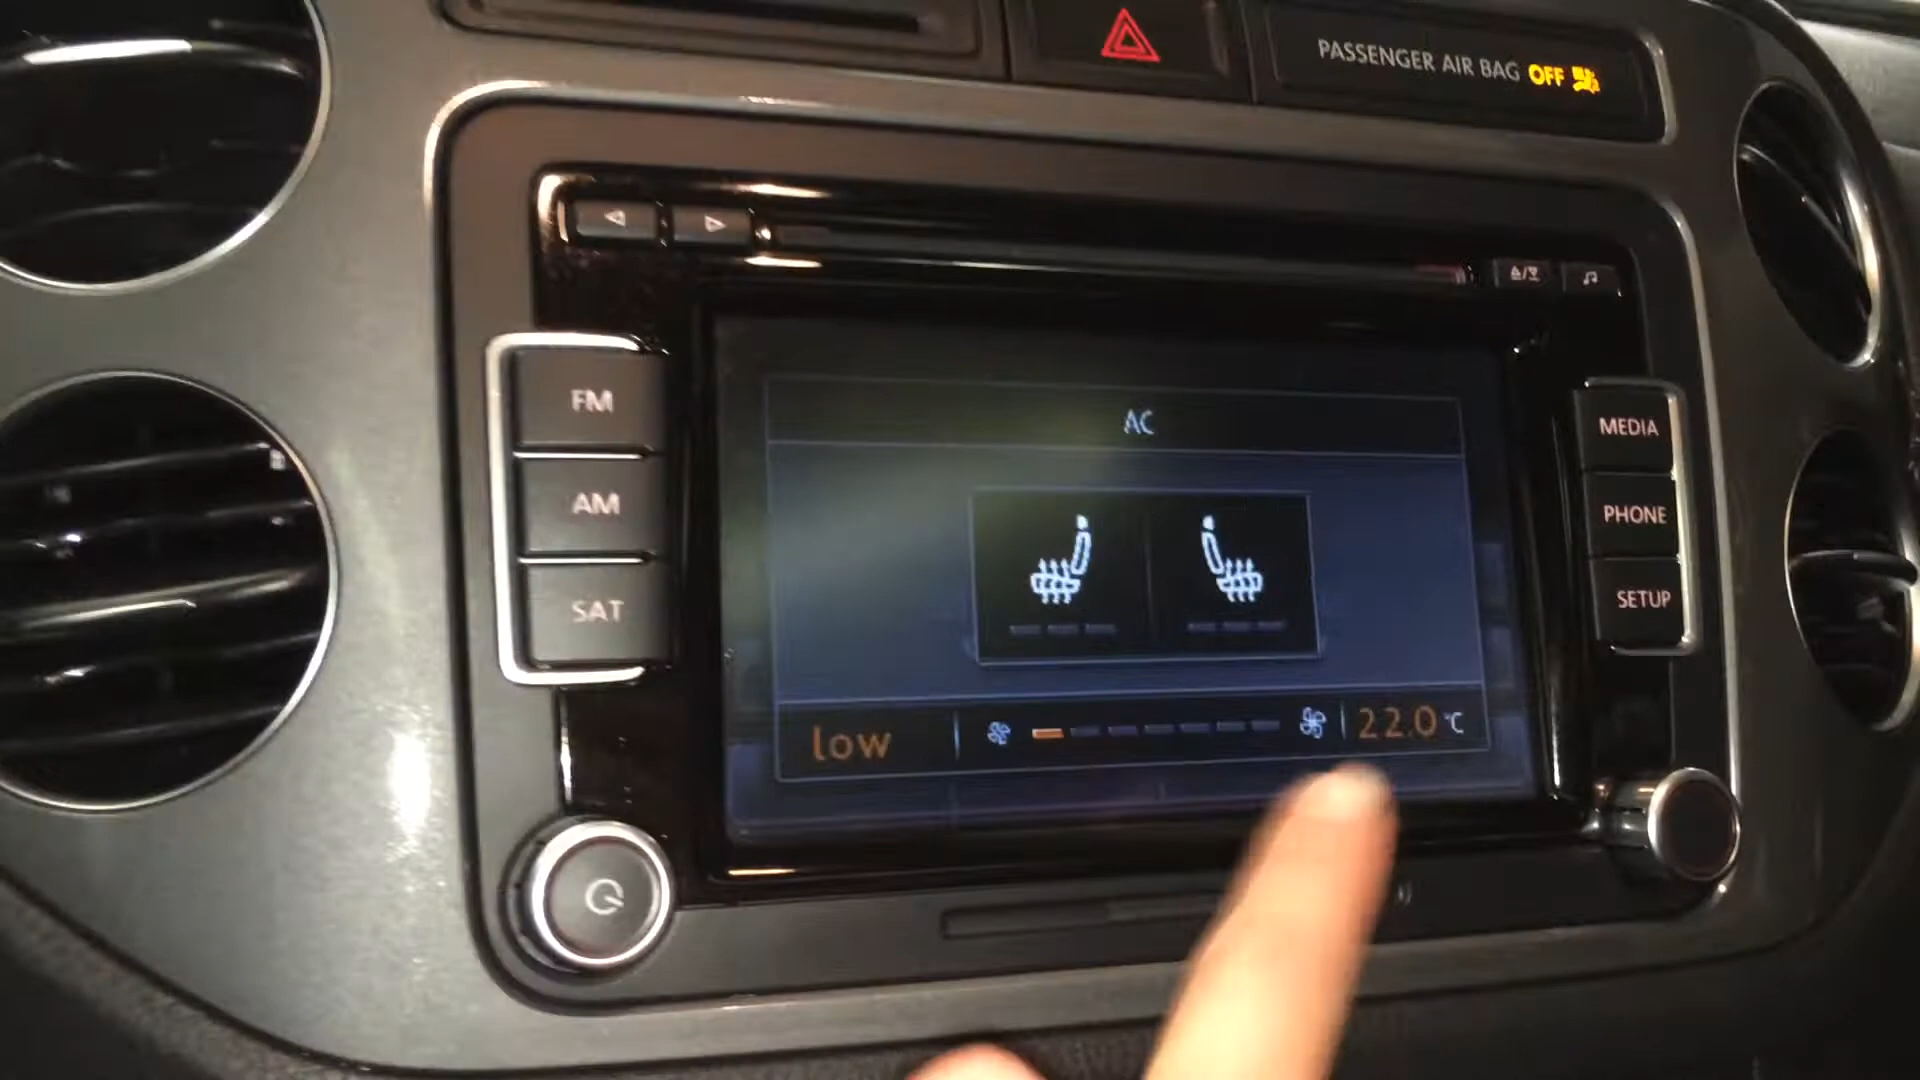 PASSENGER AIR BAG OFF
FM
AM
SAT
AC
low
22.0 °C
MEDIA
PHONE
SETUP